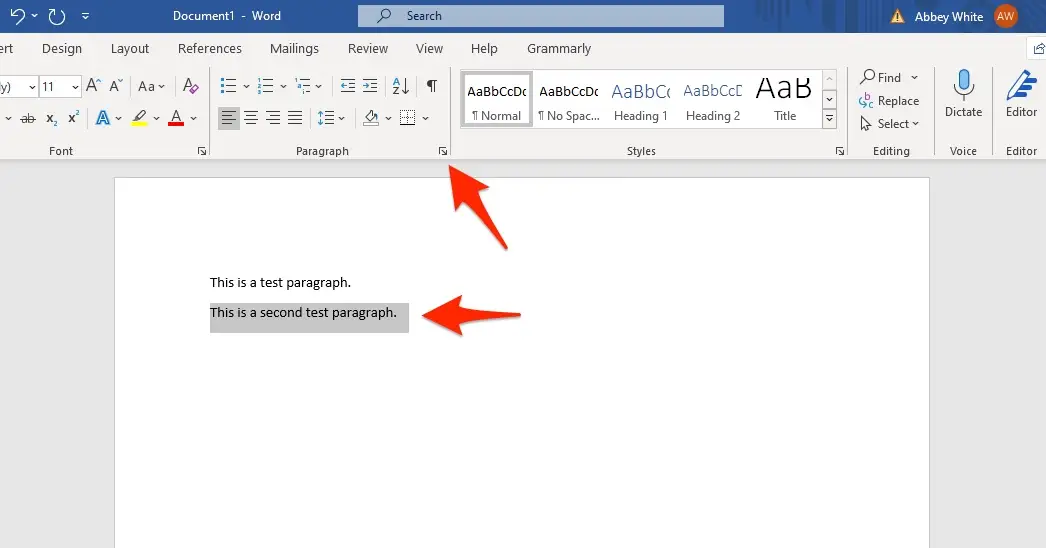 Document1 - Word
Search
Abbey White
AW
ert Design Layout References Mailings Review View Help Grammarly
y) 11 A A Aa A
A Z ¶
AaBbCcDc AaBbCcDc AaBbCc AaBbCcD AaB
¶ Normal ¶ No Spac... Heading 1 Heading 2 Title
Find
Replace
Select
Dictate
Editor
ab x2 x2 A A
Font Paragraph Styles Editing Voice Editor
This is a test paragraph.
This is a second test paragraph.